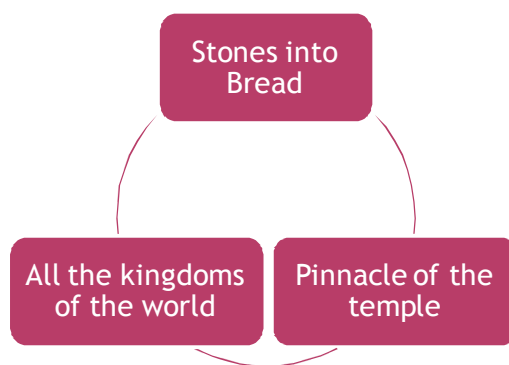 Stones into
Bread
All the kingdoms
of the world
Pinnacle of the
temple